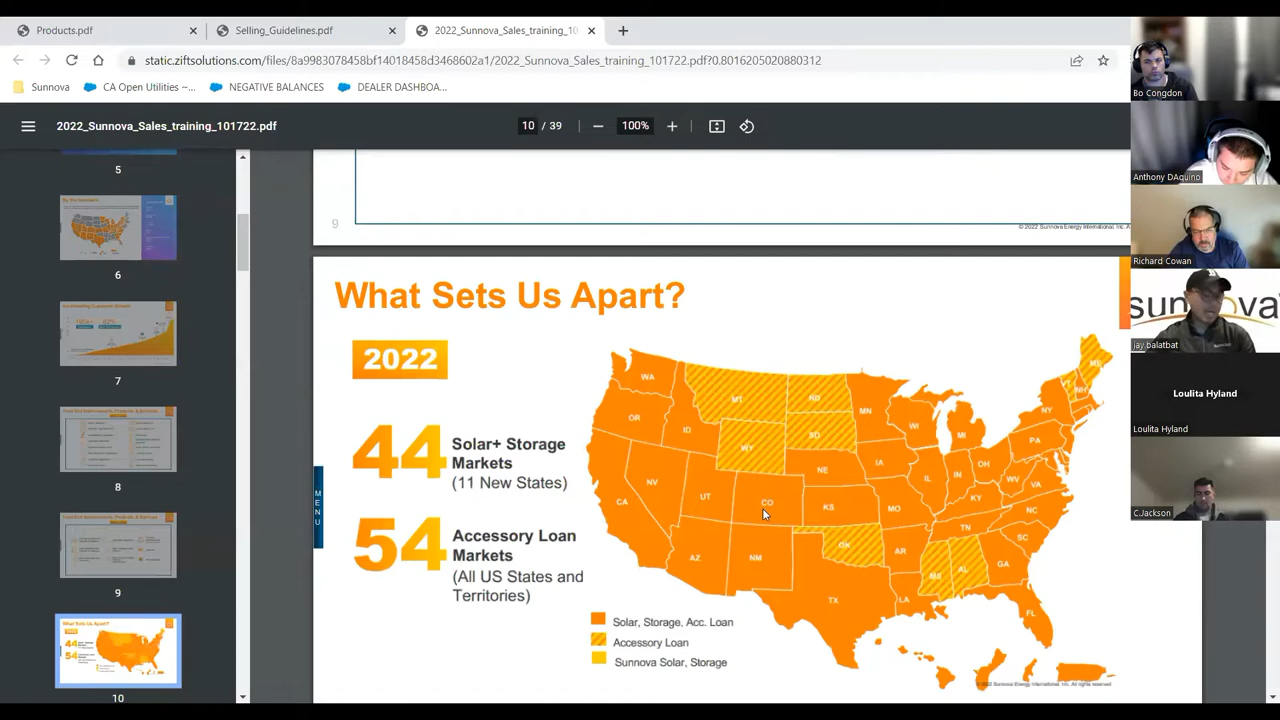 Products.pdf
Selling_Guidelines.pdf
2022_Sunnova_Sales_training_10
static.ziftsolutions.com/files/
2022_Sunnova_Sales_training_101722.pdf?0.8016205020880312
Sunnova
CA Open Utilities ~...
NEGATIVE BALANCES
DEALER DASHBOA...
2022_Sunnova_Sales_training_101722.pdf
10 / 39
100%
5
6
7
8
9
10
9
What Sets Us Apart?
2022
44 Solar+ Storage
Markets
(11 New States)
54 Accessory Loan
Markets
(All US States and
Territories)
MENU
WA
OR
ID
MT
ND
SD
WY
MN
WI
MI
NY
VT
NH
ME
PA
NV
UT
CO
NE
IA
IL
IN
OH
WV
VA
CA
KS
MO
KY
NC
TN
SC
AZ
NM
OK
AR
MS
AL
GA
TX
LA
FL
Solar, Storage, Acc. Loan
Accessory Loan
Sunnova Solar, Storage
Bo Congdon
Anthony DAquino
Richard Cowan
sunnova
jay.balatbat
Loulita Hyland
Loulita Hyland
C.Jackson